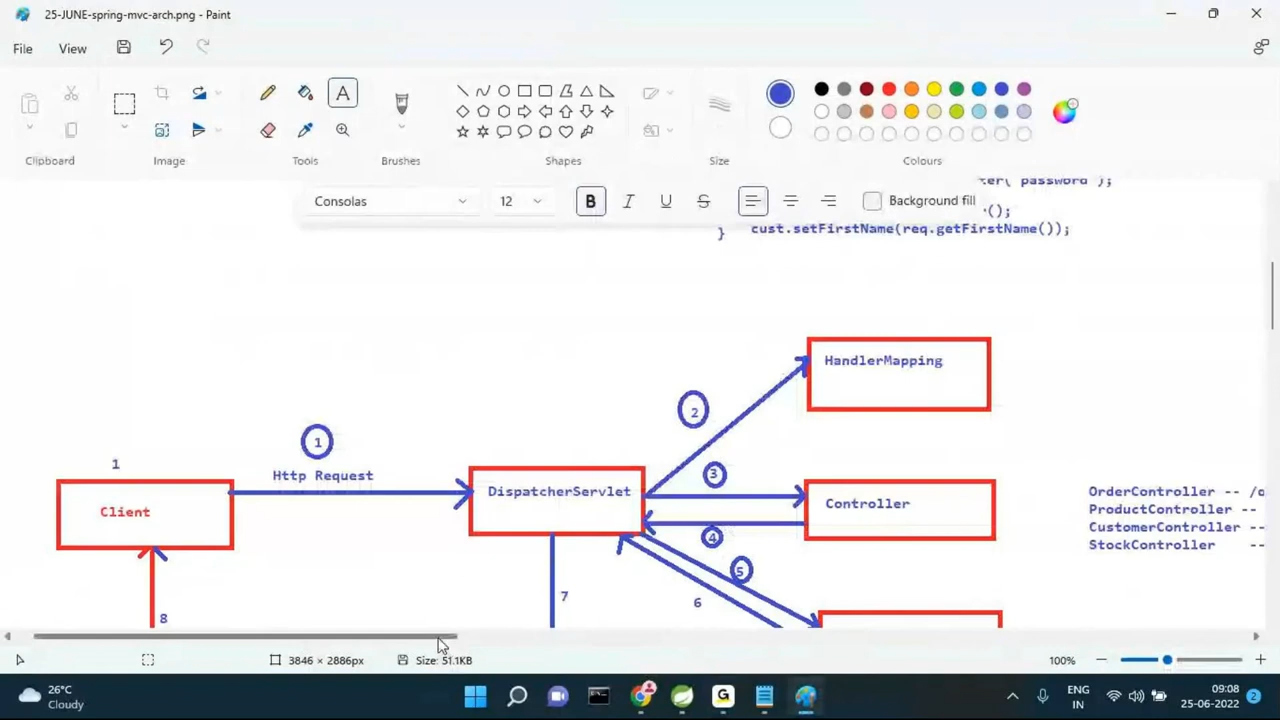 25-JUNE-spring-mvc-arch.png - Paint
File View
Clipboard
Image
Tools
Brushes
Shapes
Size
Colours
Consolas 12 B I U S Background fill
password");
();
} cust.setFirstName(req.getFirstName());
HandlerMapping
2
1
3
1
Http Request
DispatcherServlet
Client
Controller
OrderController -- /o
ProductController --
CustomerController --
StockController --
4
5
7
6
8
3846 × 2886px
Size: 51.1KB
100%
26°C
Cloudy
ENG
IN
09:08
25-06-2022
2